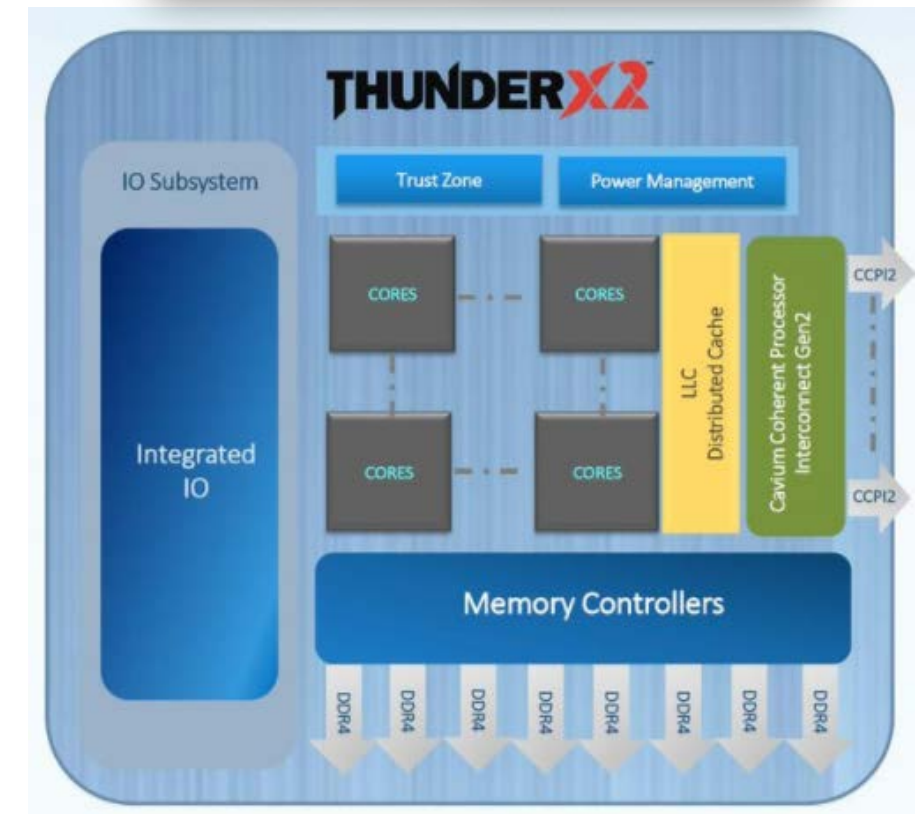 THUNDERX2
IO Subsystem
Trust Zone
Power Management
CORES
CORES
CORES
CORES
LLC
Distributed Cache
Cavium Coherent Processor
Interconnect Gen2
CCPI2
CCPI2
Integrated
IO
Memory Controllers
DDR4
DDR4
DDR4
DDR4
DDR4
DDR4
DDR4
DDR4